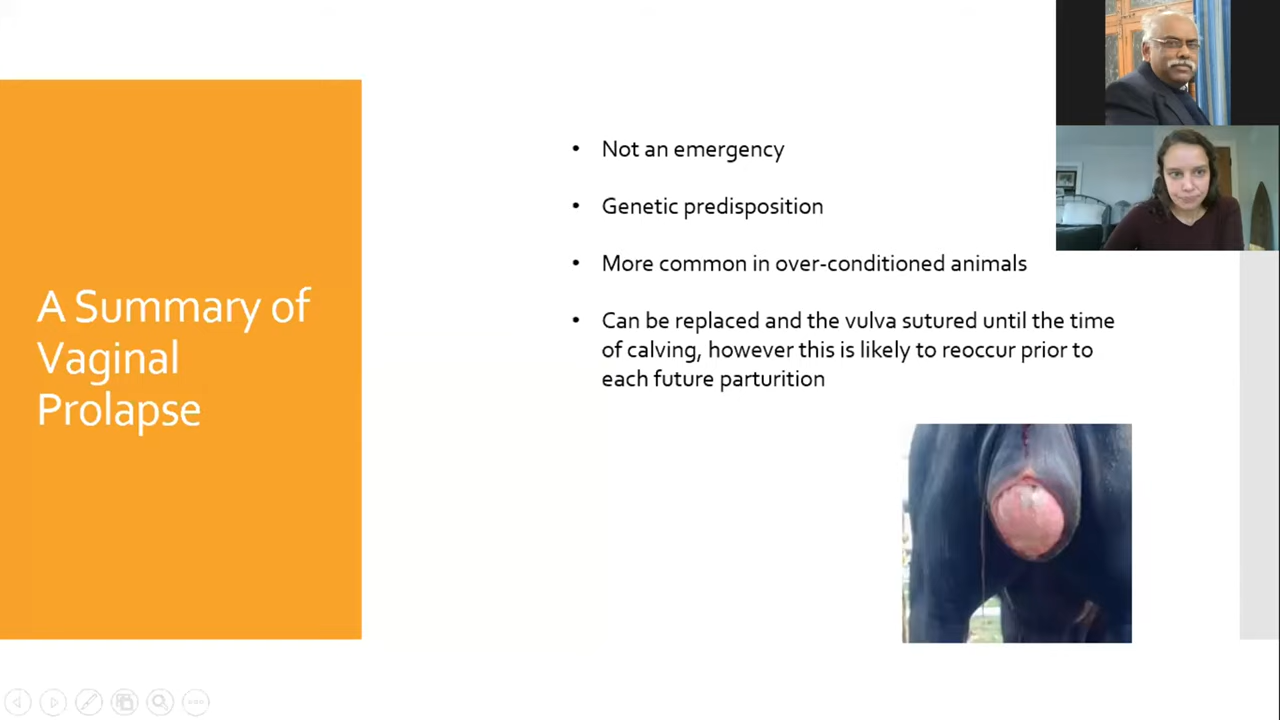 A Summary of
Vaginal
Prolapse
• Not an emergency
• Genetic predisposition
• More common in over-conditioned animals
• Can be replaced and the vulva sutured until the time
of calving, however this is likely to reoccur prior to
each future parturition